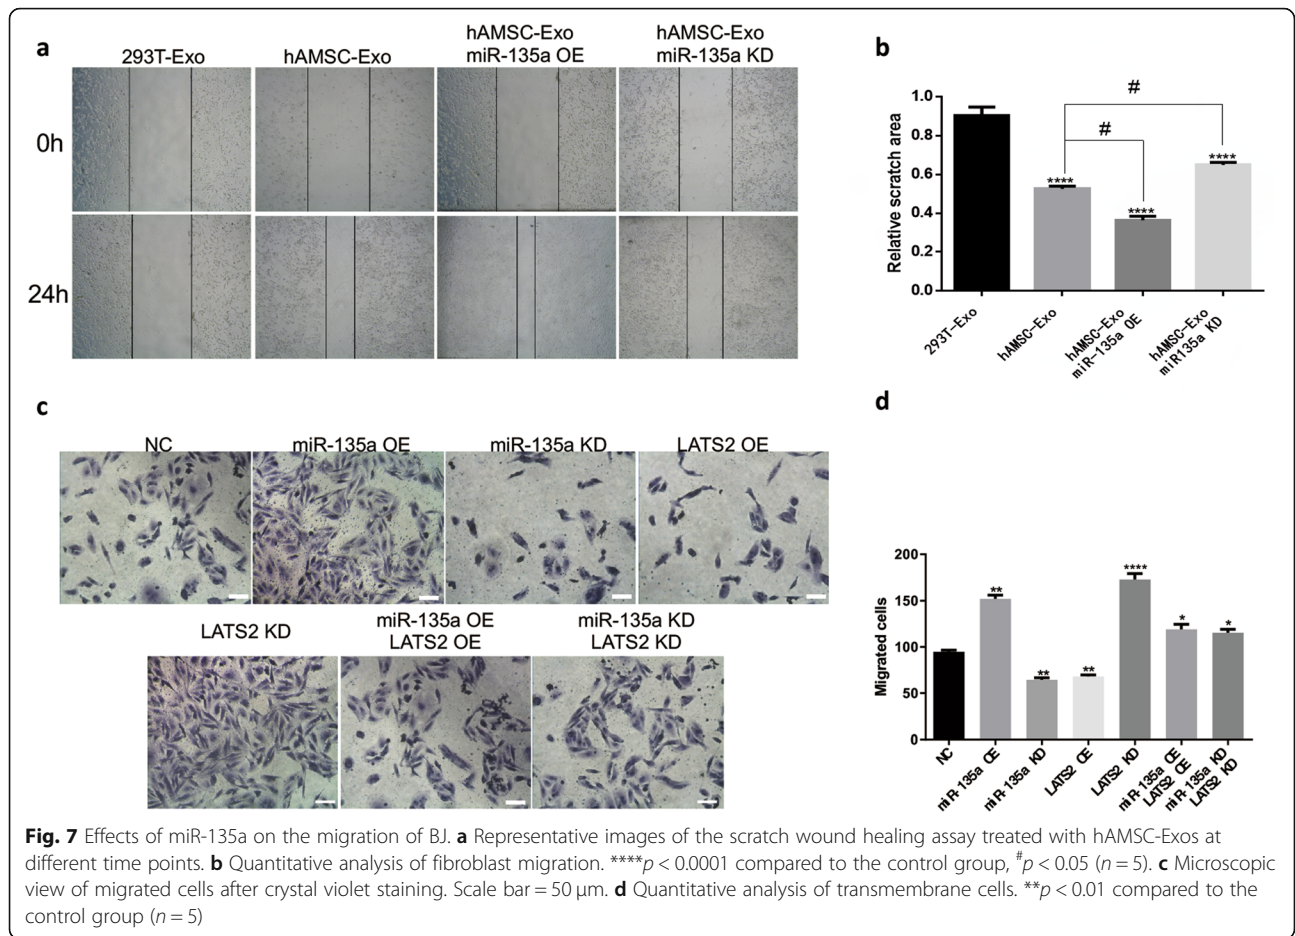 a
293T-Exo
hAMSC-Exo
hAMSC-Exo
miR-135a OE
hAMSC-Exo
miR-135a KD
0h
24h
b
Relative scratch area
1.0
0.8
0.6
0.4
0.2
0.0
#
#
****
****
****
293T-Exo
hAMSC-Exo
hAMSC-Exo
miR-135a OE
hAMSC-Exo
miR135a KD
c
NC
miR-135a OE
miR-135a KD
LATS2 OE
LATS2 KD
miR-135a OE
LATS2 OE
miR-135a KD
LATS2 KD
d
Migrated cells
200
150
100
50
0
**
**
**
****
*
*
NC
miR-135a OE
miR-135a KD
LATS2 OE
LATS2 KD
miR-135a OE
LATS2 OE
miR-135a KD
LATS2 KD
Fig. 7 Effects of miR-135a on the migration of BJ. a Representative images of the scratch wound healing assay treated with hAMSC-Exos at
different time points. b Quantitative analysis of fibroblast migration. ****p < 0.0001 compared to the control group, #p < 0.05 (n = 5). c Microscopic
view of migrated cells after crystal violet staining. Scale bar = 50 μm. d Quantitative analysis of transmembrane cells. **p < 0.01 compared to the
control group (n = 5)